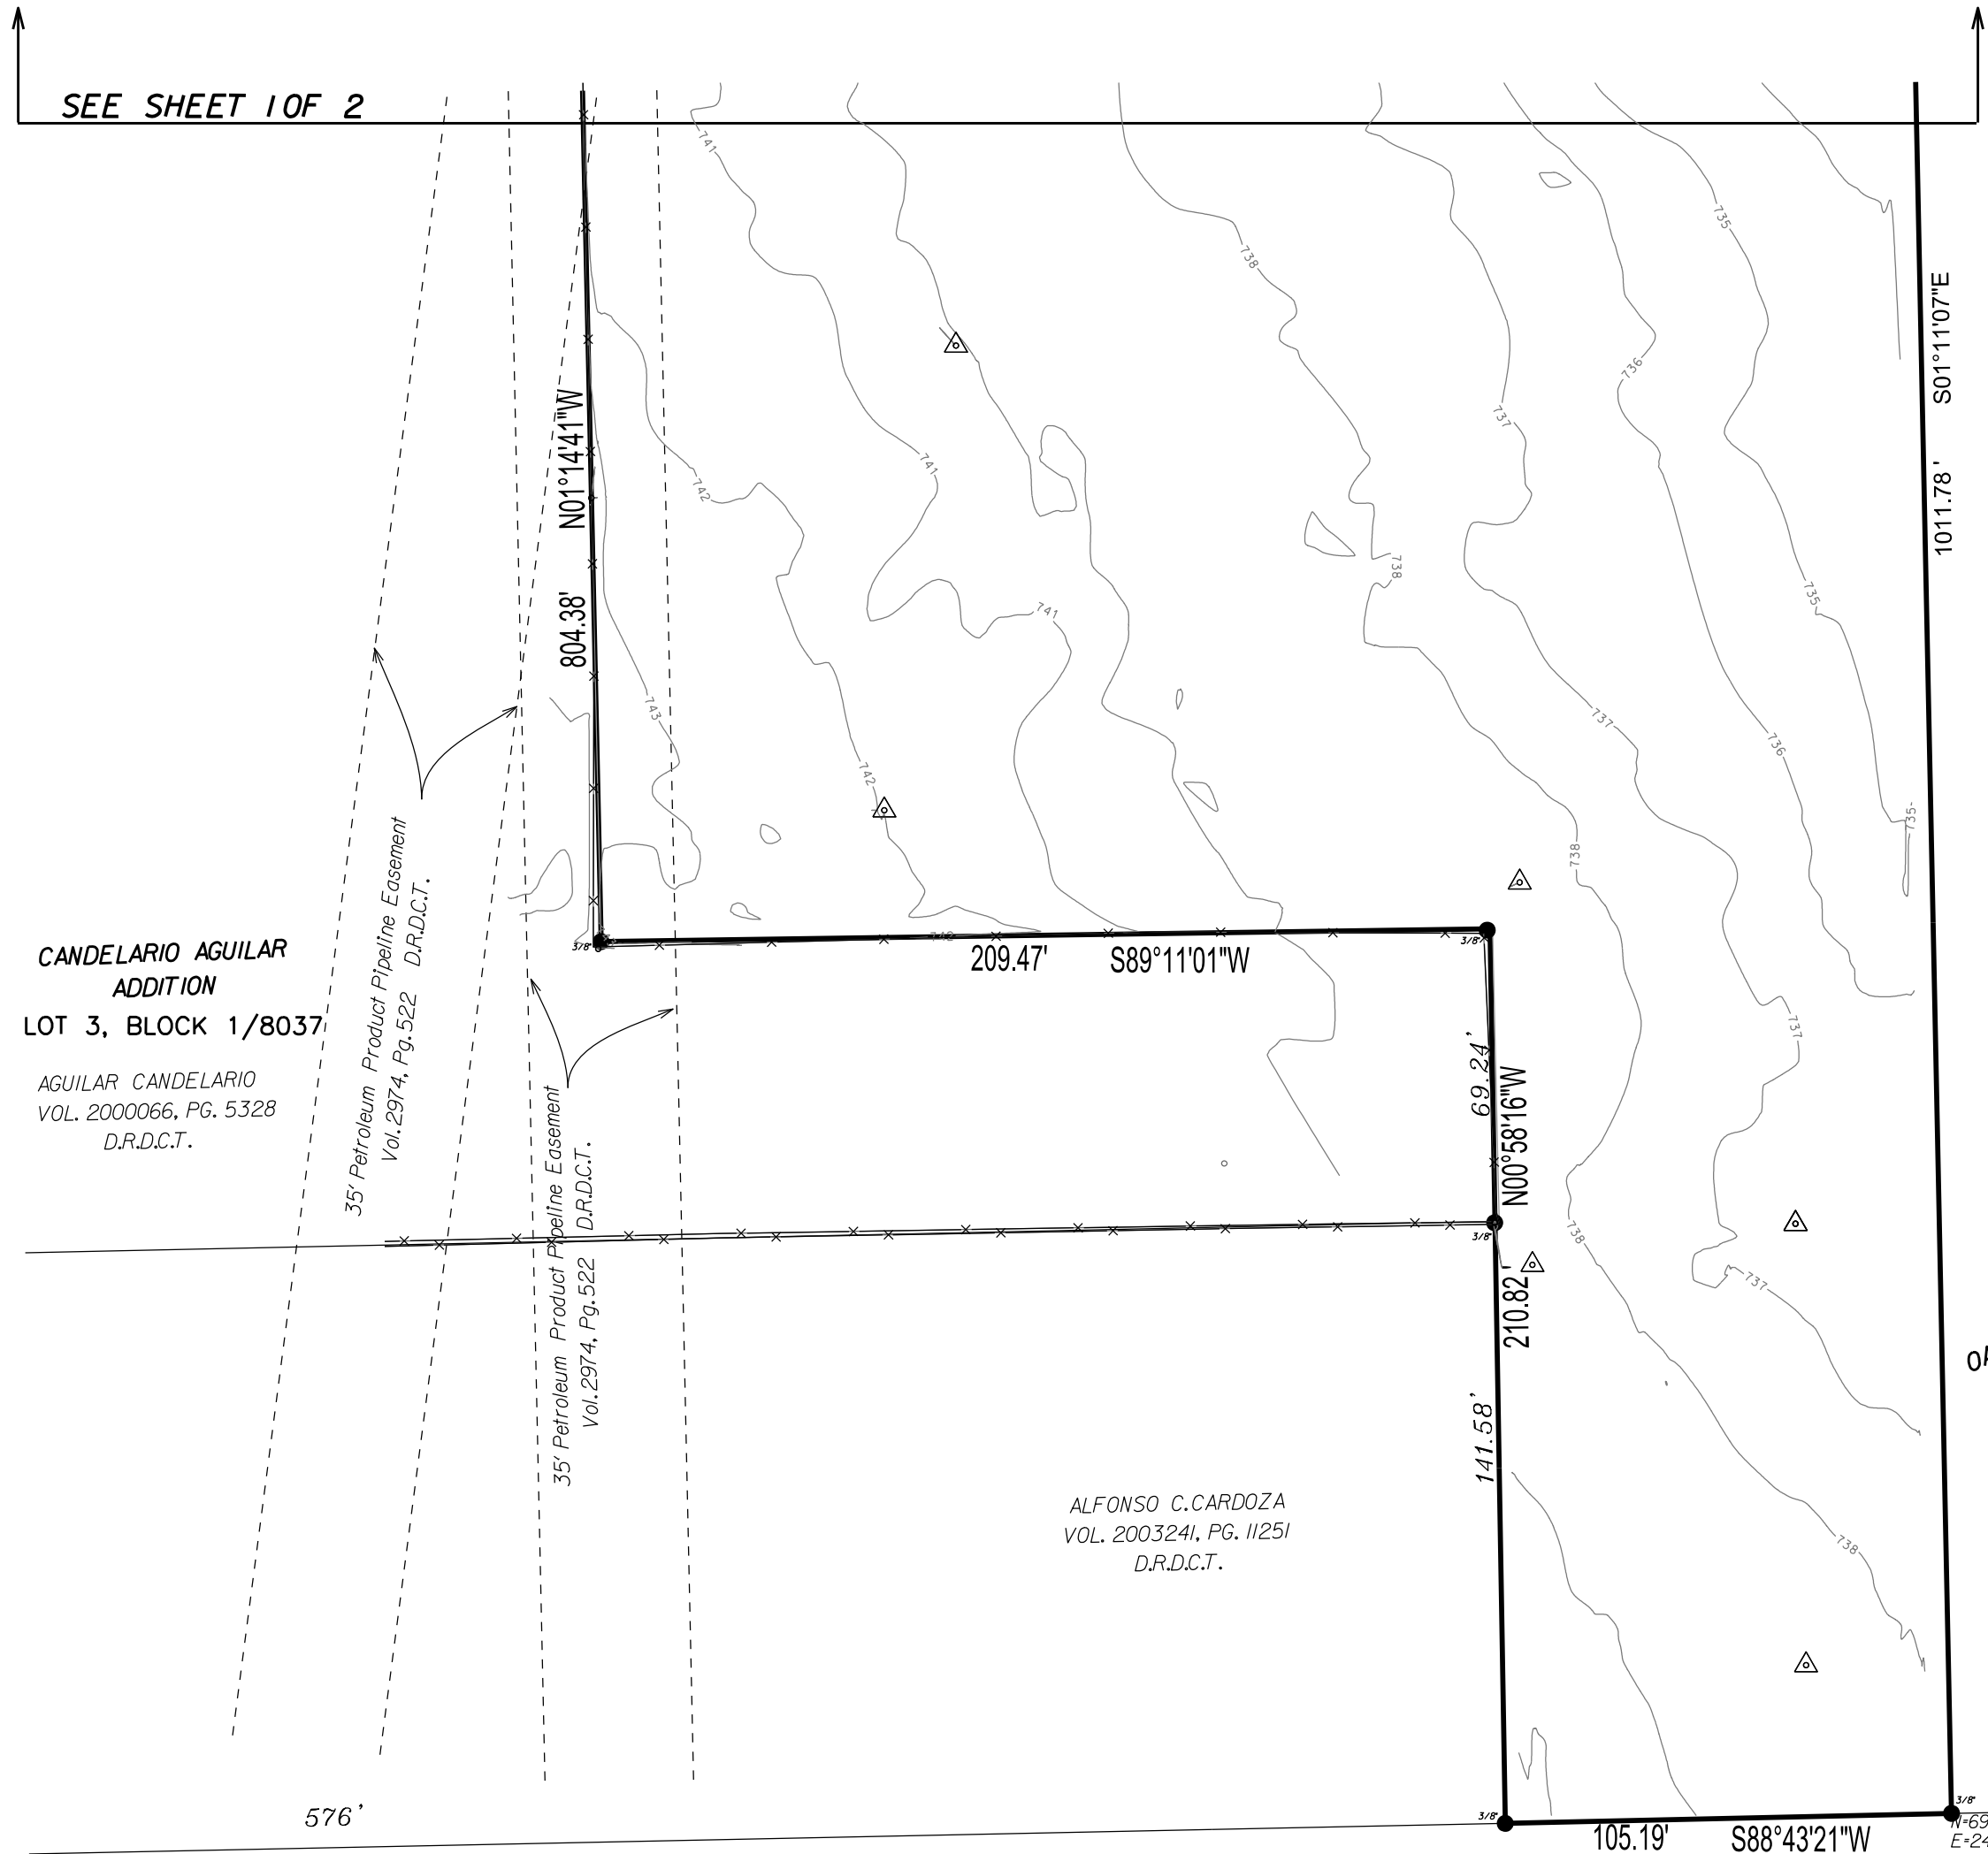 SEE SHEET 1 OF 2
741
738
735
S01°11'07"E
736
N01°14'41"W
737
1011.78'
741
742
738
735
804.38'
741
743
737
736
742
735
738
35' Petroleum Product Pipeline Easement
Vol.2974, Pg.522 D.R.D.C.T.
CANDELARIO AGUILAR
ADDITION
LOT 3, BLOCK 1/8037
AGUILAR CANDELARIO
VOL. 2000066, PG. 5328
D.R.D.C.T.
3/8"
742
3/8"
209.47' S89°11'01"W
737
69.24'
N00°58'16"W
35' Petroleum Product Pipeline Easement
Vol.2974, Pg.522 D.R.D.C.T.
3/8"
738
737
210.82'
141.58'
ALFONSO C.CARDOZA
VOL. 2003241, PG. 11251
D.R.D.C.T.
738
576'
3/8"
3/8"
105.19' S88°43'21"W
N=69
E=24